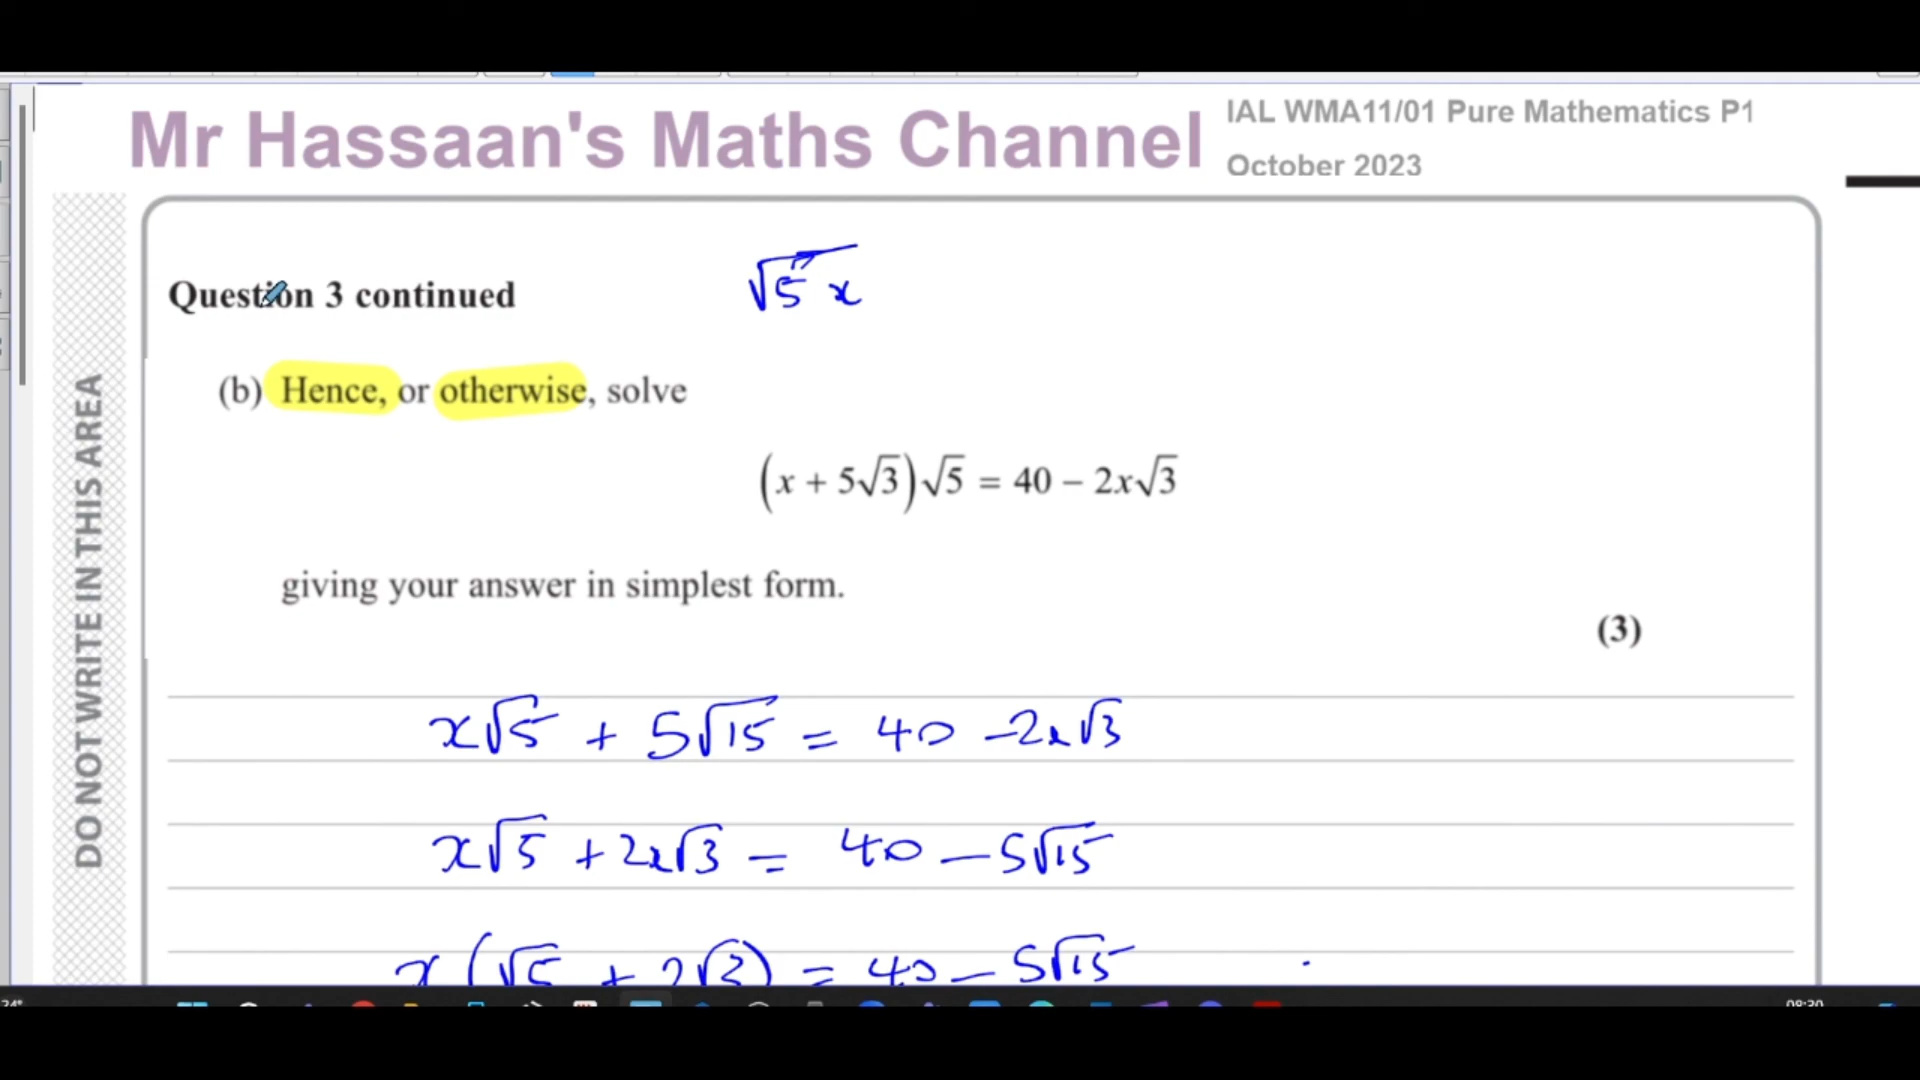 Mr Hassaan's Maths Channel
IAL WMA11/01 Pure Mathematics P1
October 2023
DO NOT WRITE IN THIS AREA
Question 3 continued
√5 x
(b) Hence, or otherwise, solve
(x + 5√3)√5 = 40 − 2x√3
giving your answer in simplest form.
(3)
x√5 + 5√15 = 40 − 2x√3
x√5 + 2x√3 = 40 − 5√15
x(√5 + 2√3) = 40 − 5√15